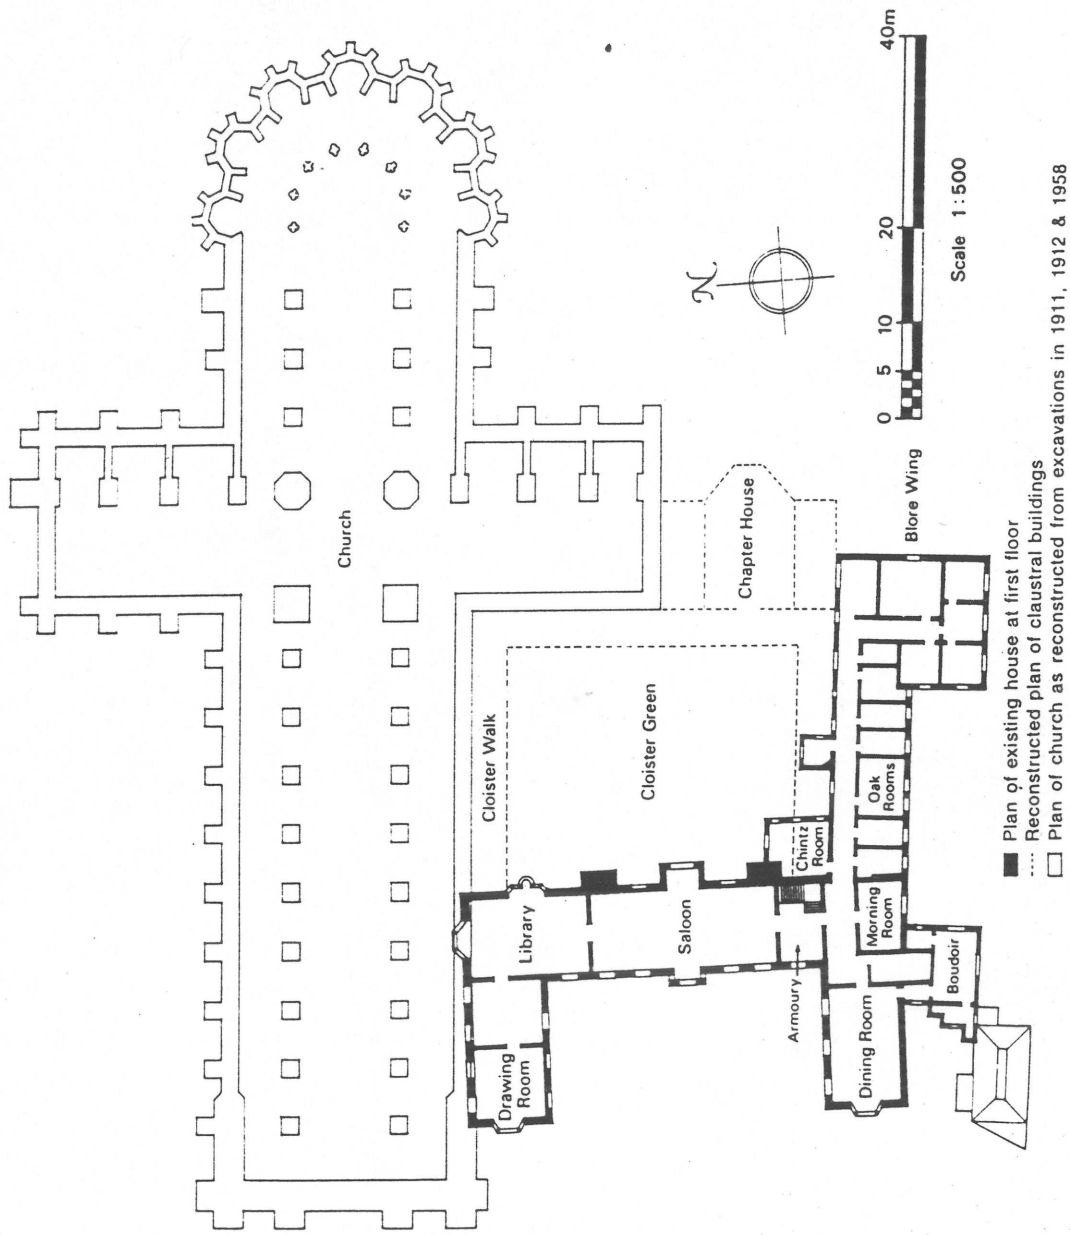 Church
Cloister Walk
Cloister Green
Chapter House
Library
Saloon
Drawing
Room
Armoury
Chintz
Room
Oak
Rooms
Morning
Room
Boudoir
Dining Room
Blore Wing
N
0 5 10 20 40m
Scale 1:500
Plan of existing house at first floor
Reconstructed plan of claustral buildings
Plan of church as reconstructed from excavations in 1911, 1912 & 1958